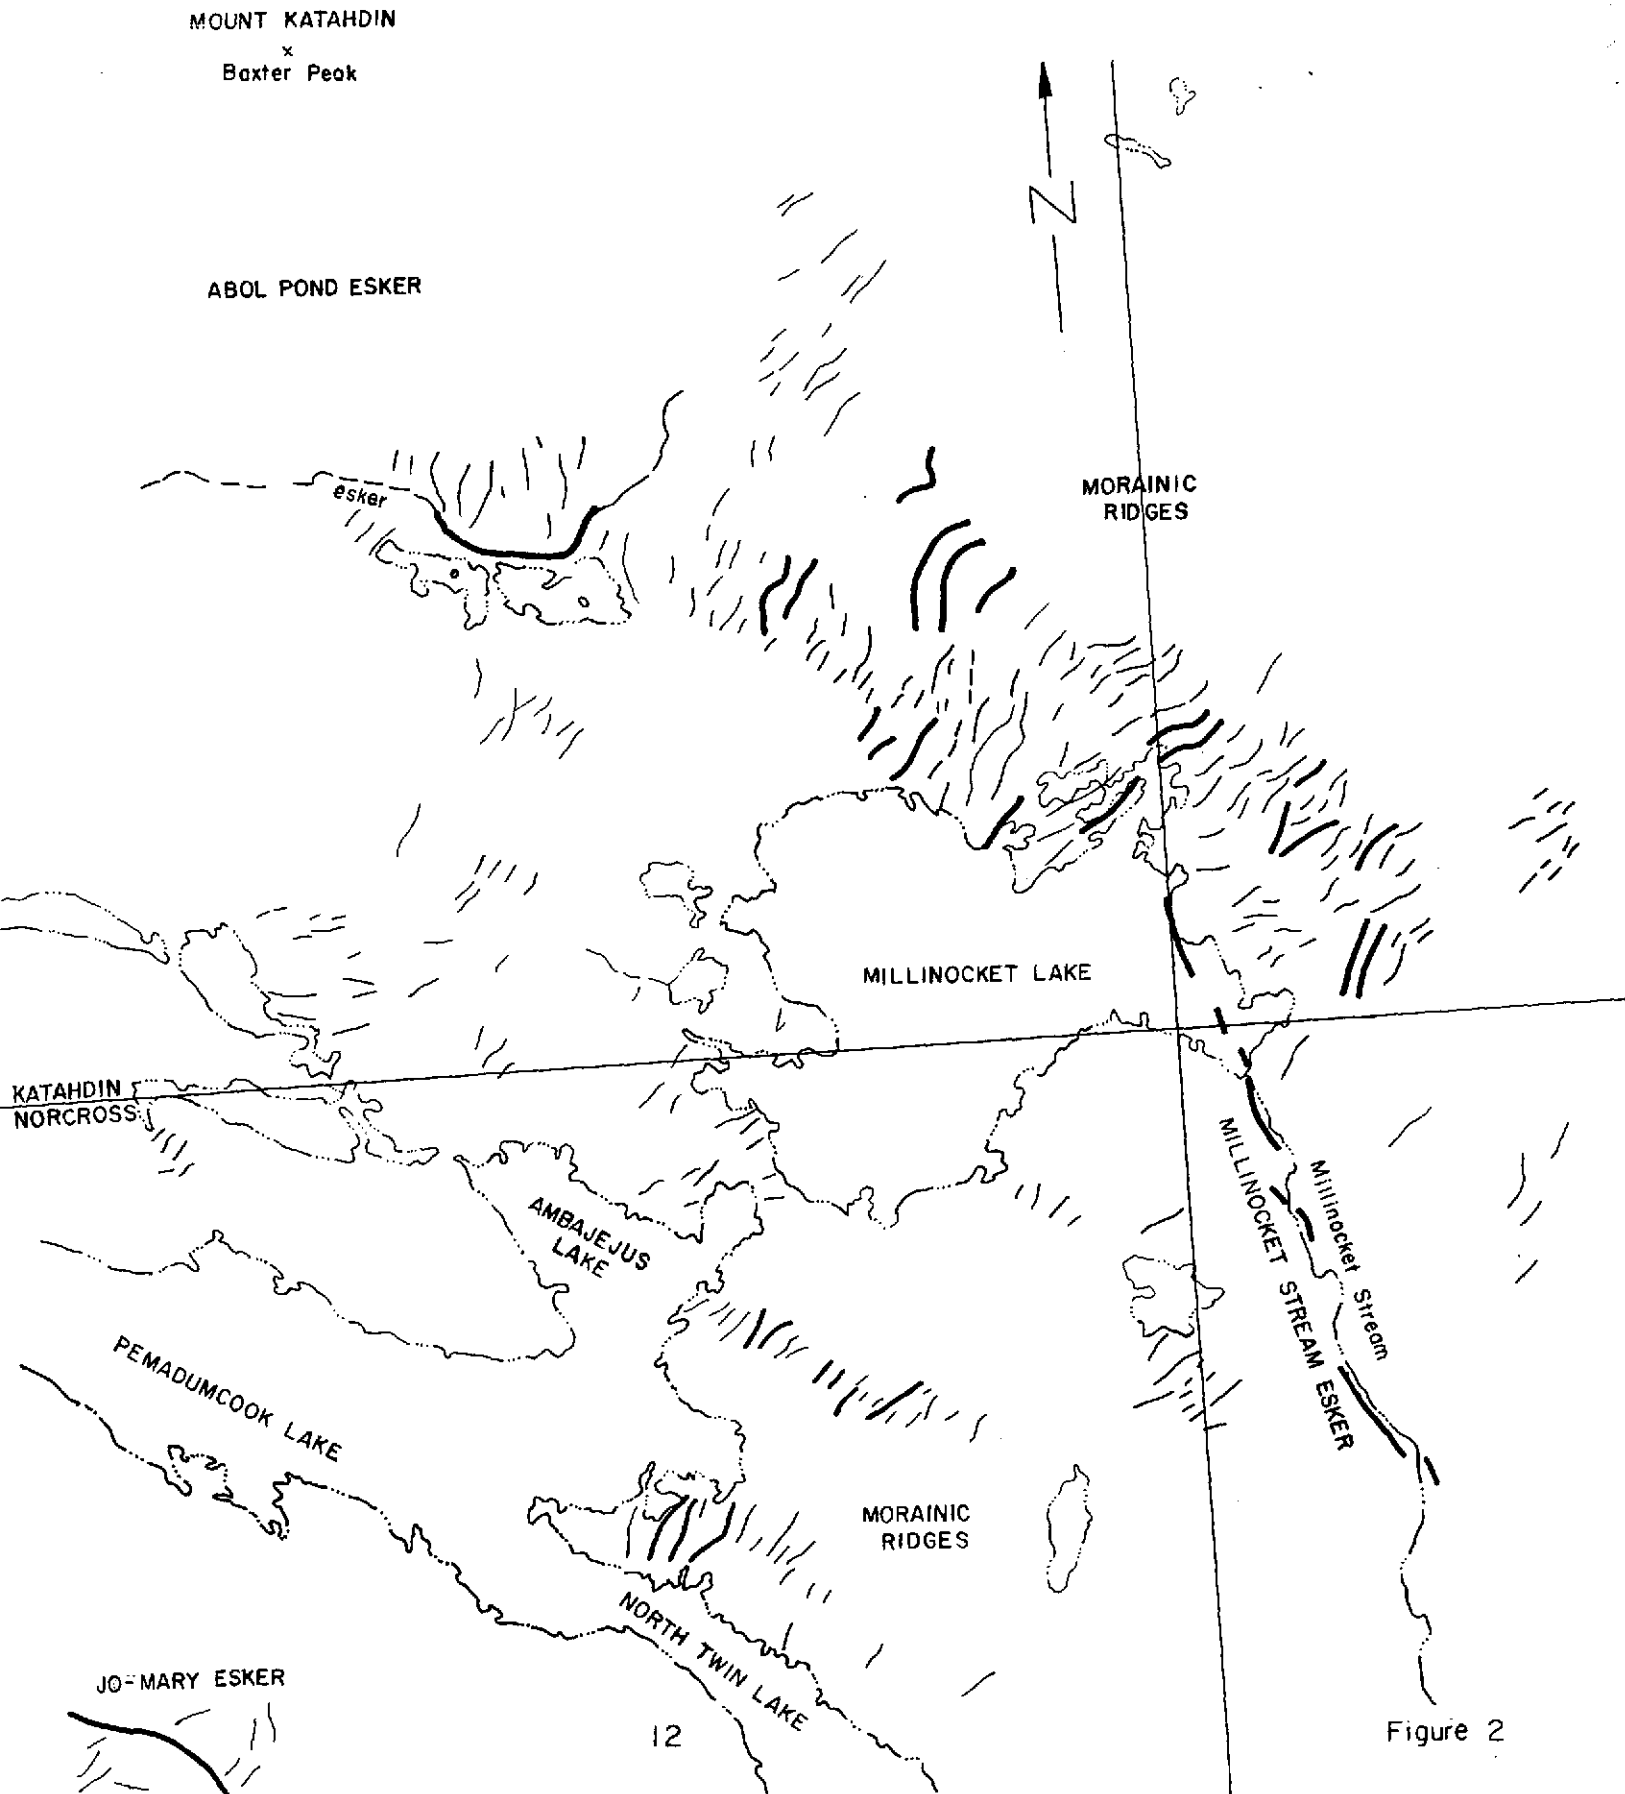 MOUNT KATAHDIN
x
Baxter Peak
N
ABOL POND ESKER
MORAINIC
RIDGES
esker
MILLINOCKET LAKE
KATAHDIN
NORCROSS
AMBAJEJUS
LAKE
MILLINOCKET STREAM ESKER
Millinocket Stream
PEMADUMCOOK LAKE
MORAINIC
RIDGES
NORTH TWIN LAKE
JO-MARY ESKER
12
Figure 2